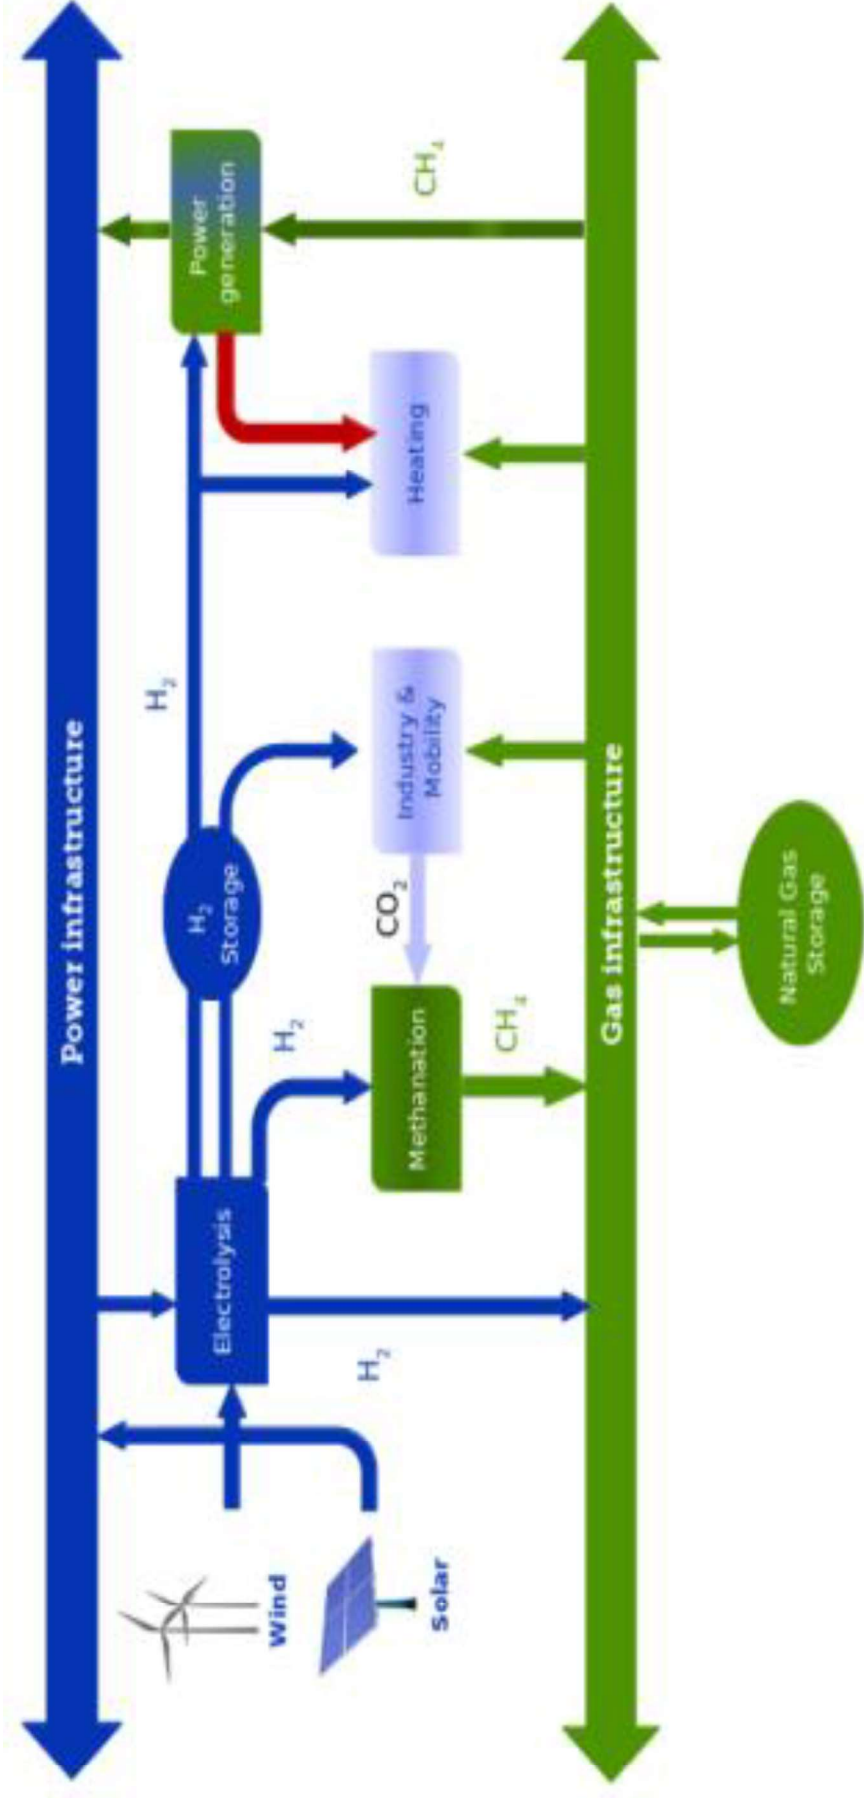 Power infrastructure
Wind
Solar
Electrolysis
H₂
H₂
H₂
Storage
H₂
Methanation
CO₂
CH₄
Industry &
Mobility
Heating
Power
generation
CH₄
Gas infrastructure
Natural Gas
Storage